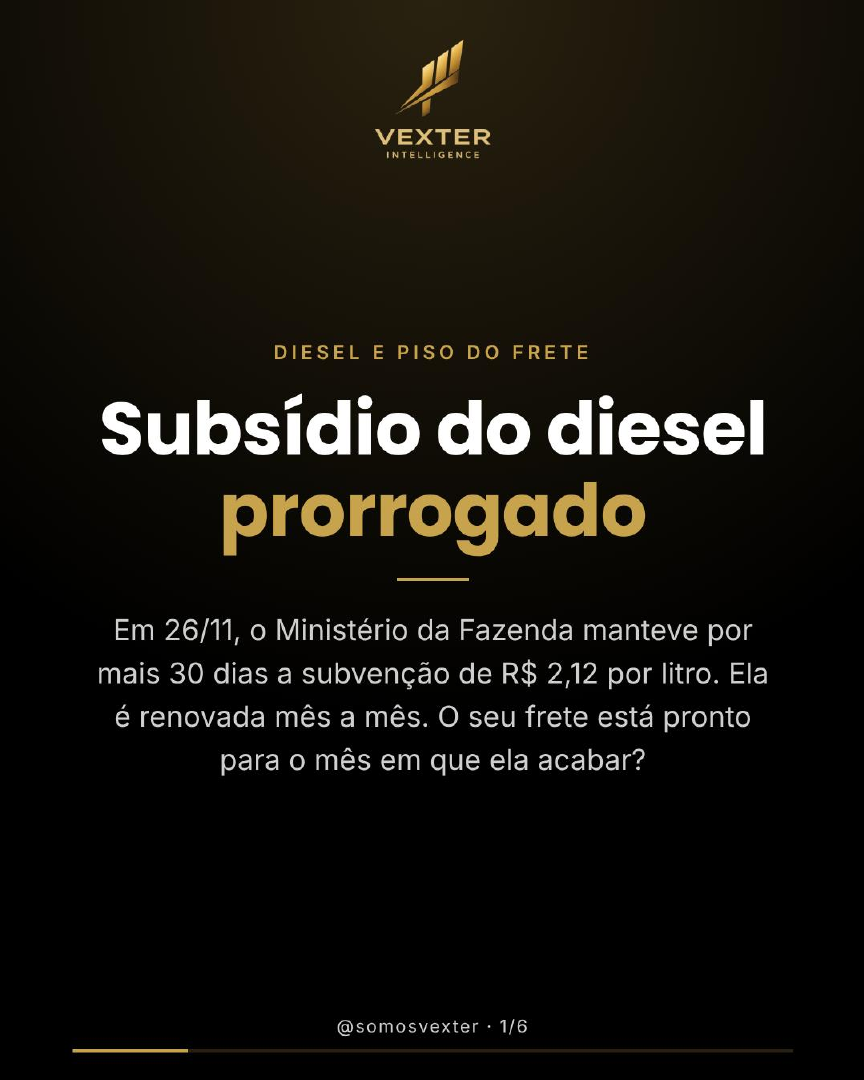 VEXTER
INTELLIGENCE
DIESEL E PISO DO FRETE
Subsídio do diesel
prorrogado
Em 26/11, o Ministério da Fazenda manteve por
mais 30 dias a subvenção de R$ 2,12 por litro. Ela
é renovada mês a mês. O seu frete está pronto
para o mês em que ela acabar?
@somosvexter · 1/6